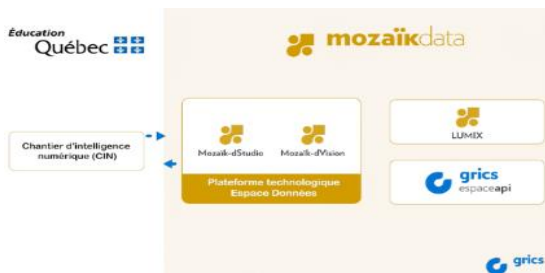 Éducation
Québec
mozaïkdata
Chantier d'intelligence
numérique (CIN)
Mozaïk-dStudio
Mozaïk-dVision
Plateforme technologique
Espace Données
LUMIX
grics
espaceapi
grics